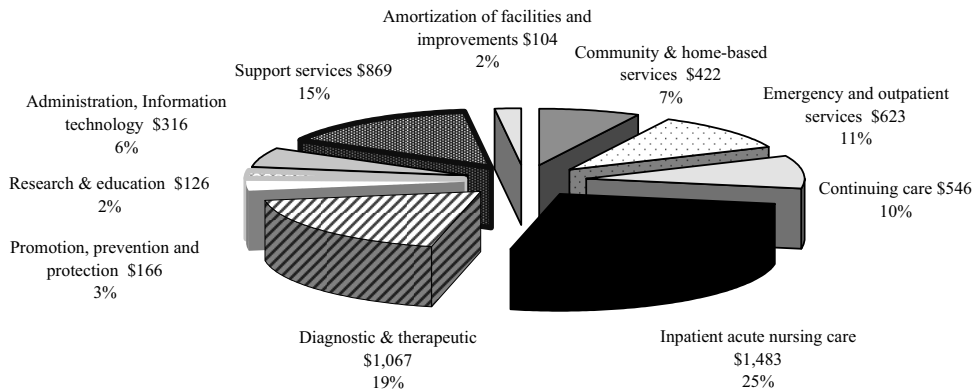 Amortization of facilities and
improvements $104
2%
Community & home-based
services $422
7%
Emergency and outpatient
services $623
11%
Continuing care $546
10%
Inpatient acute nursing care
$1,483
25%
Diagnostic & therapeutic
$1,067
19%
Promotion, prevention and
protection $166
3%
Research & education $126
2%
Administration, Information
technology $316
6%
Support services $869
15%